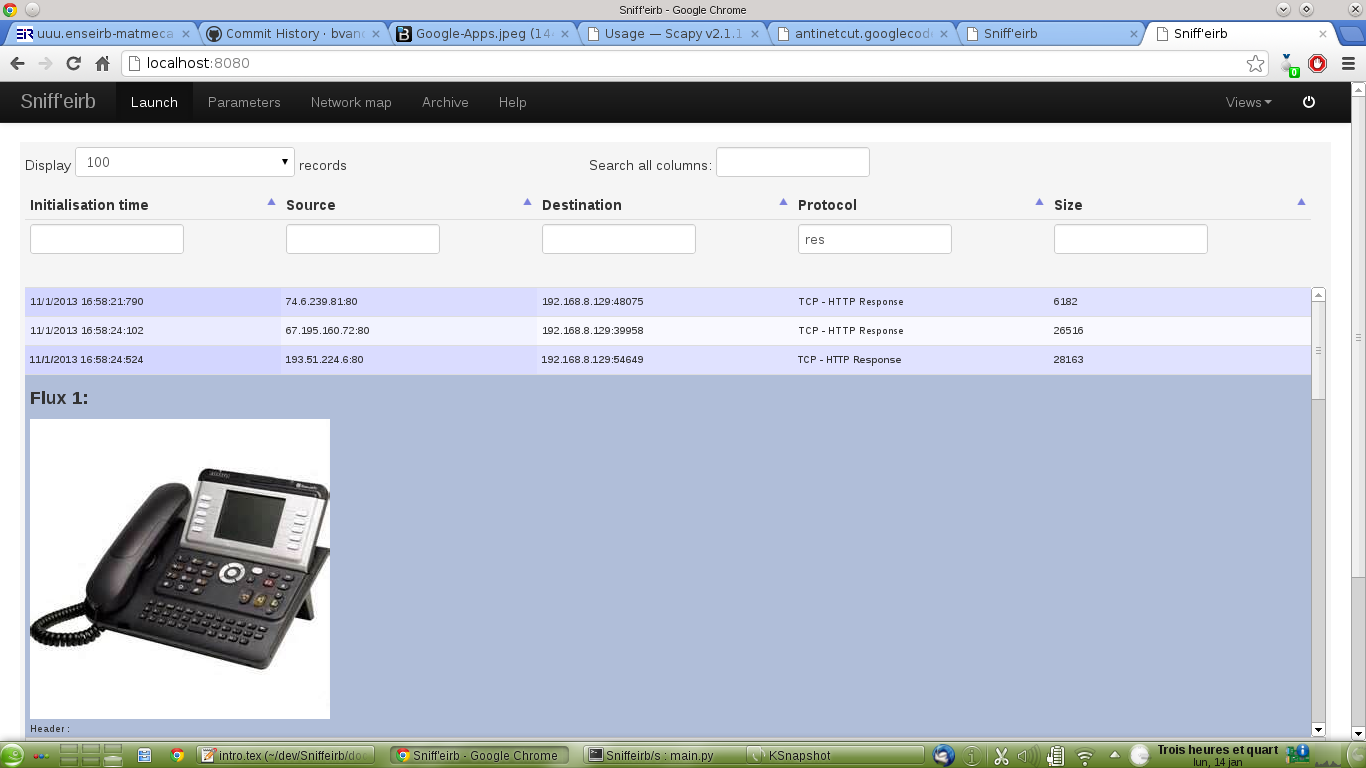 Sniff'eirb - Google Chrome
uuu.enseirb-matmeca
Commit History · bvanc
Google-Apps.jpeg (14
Usage — Scapy v2.1.1
antinetcut.googlecode
Sniff'eirb
Sniff'eirb
localhost:8080
0
Sniff'eirb Launch Parameters Network map Archive Help Views
Display 100 records Search all columns:
Initialisation time Source Destination Protocol Size
res
11/1/2013 16:58:21:790 74.6.239.81:80 192.168.8.129:48075 TCP - HTTP Response 6182
11/1/2013 16:58:24:102 67.195.160.72:80 192.168.8.129:39958 TCP - HTTP Response 26516
11/1/2013 16:58:24:524 193.51.224.6:80 192.168.8.129:54649 TCP - HTTP Response 28163
Flux 1:
Header :
intro.tex (~/dev/Sniffeirb/do
Sniff'eirb - Google Chrome
Sniffeirb/s : main.py
KSnapshot
Trois heures et quart
lun, 14 jan